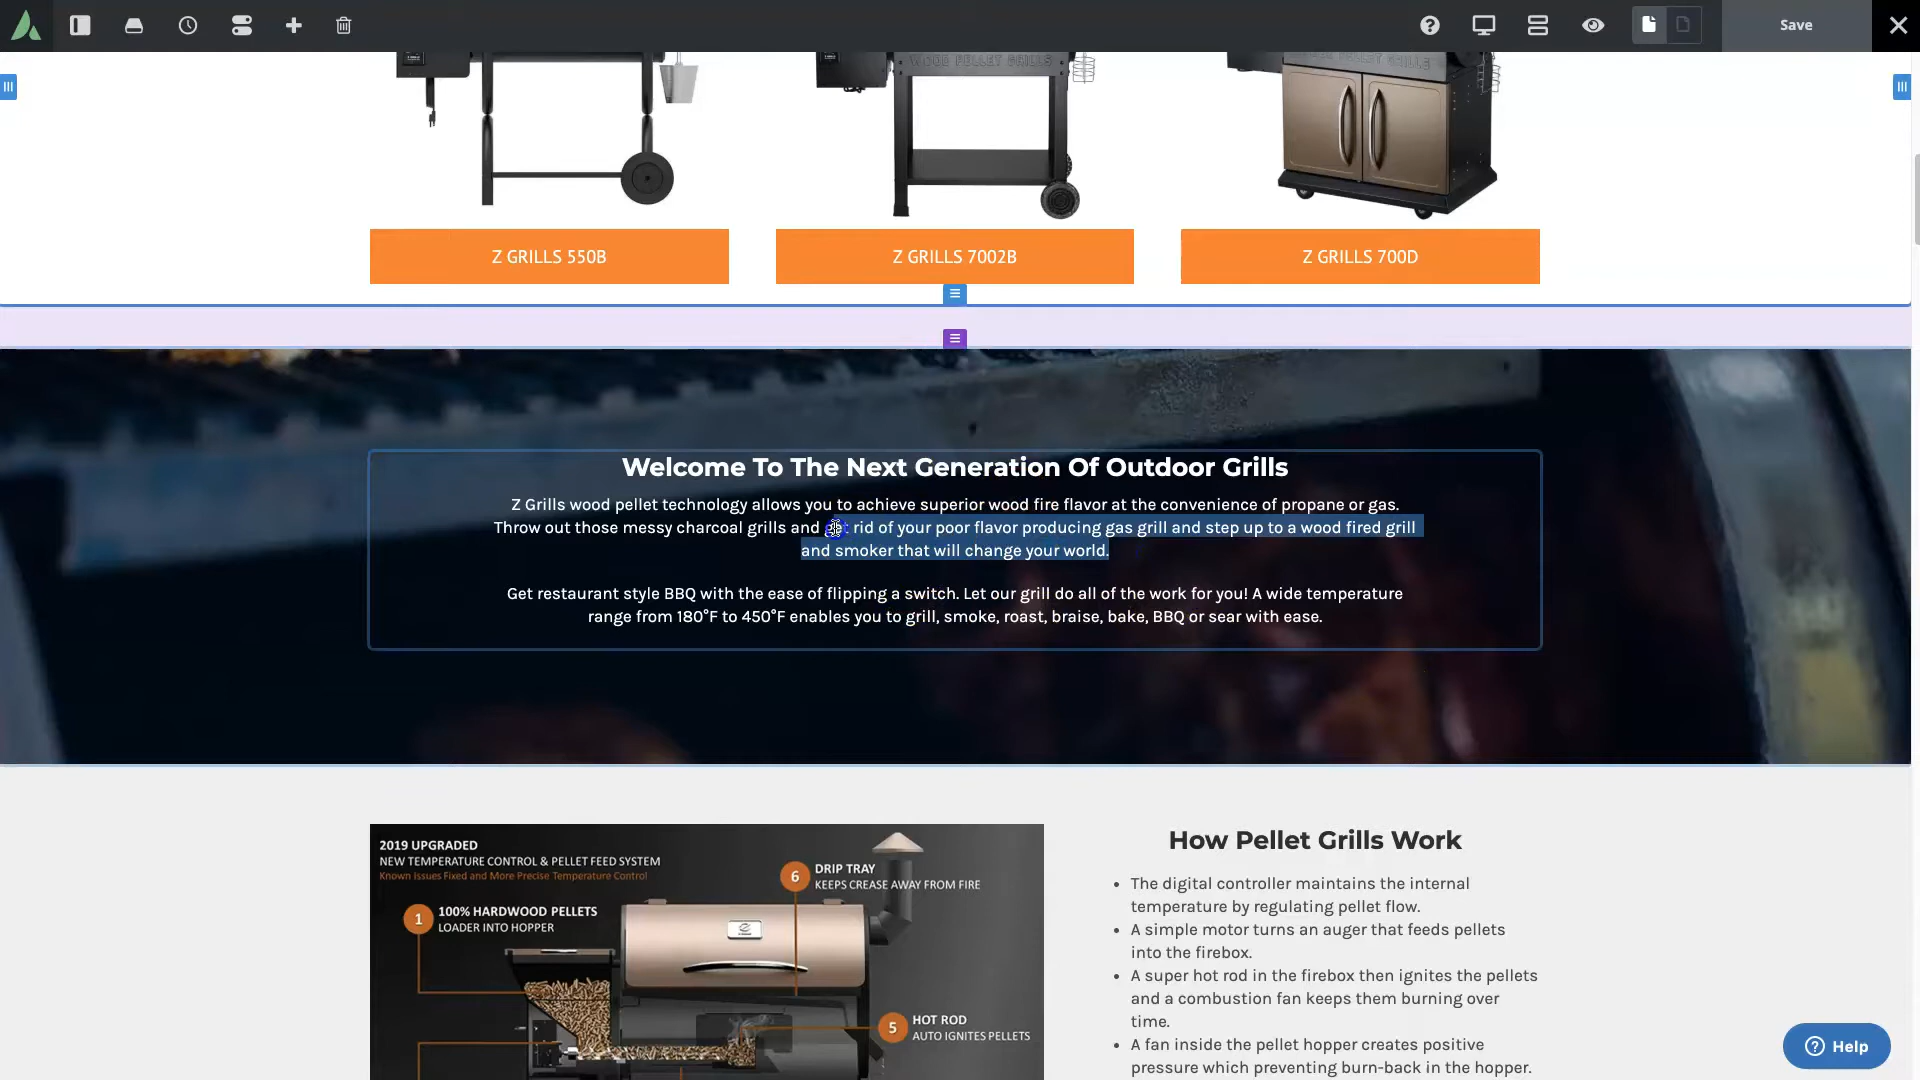 Save
WOOD PELLET GRILLS
Z GRILLS 550B
Z GRILLS 7002B
Z GRILLS 700D
Welcome To The Next Generation Of Outdoor Grills
Z Grills wood pellet technology allows you to achieve superior wood fire flavor at the convenience of propane or gas.
Throw out those messy charcoal grills and get rid of your poor flavor producing gas grill and step up to a wood fired grill
and smoker that will change your world.
Get restaurant style BBQ with the ease of flipping a switch. Let our grill do all of the work for you! A wide temperature
range from 180°F to 450°F enables you to grill, smoke, roast, braise, bake, BBQ or sear with ease.
2019 UPGRADED
NEW TEMPERATURE CONTROL & PELLET FEED SYSTEM
Known Issues Fixed and More Precise Temperature Control
1 100% HARDWOOD PELLETS
LOADER INTO HOPPER
6 DRIP TRAY
KEEPS CREASE AWAY FROM FIRE
5 HOT ROD
AUTO IGNITES PELLETS
How Pellet Grills Work
• The digital controller maintains the internal
temperature by regulating pellet flow.
• A simple motor turns an auger that feeds pellets
into the firebox.
• A super hot rod in the firebox then ignites the pellets
and a combustion fan keeps them burning over
time.
• A fan inside the pellet hopper creates positive
pressure which preventing burn-back in the hopper.
Help